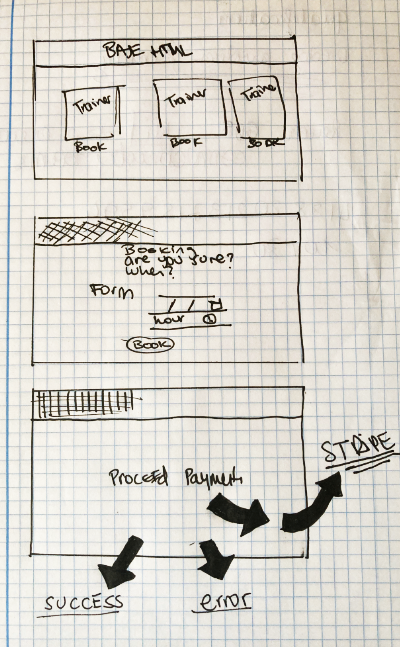 BASE HTML
Trainer Trainer Traine
Book Book Book
Booking
are you sure?
when?
Form
/ /
hour
Book
Proceed Payment
STRIPE
SUCCESS error